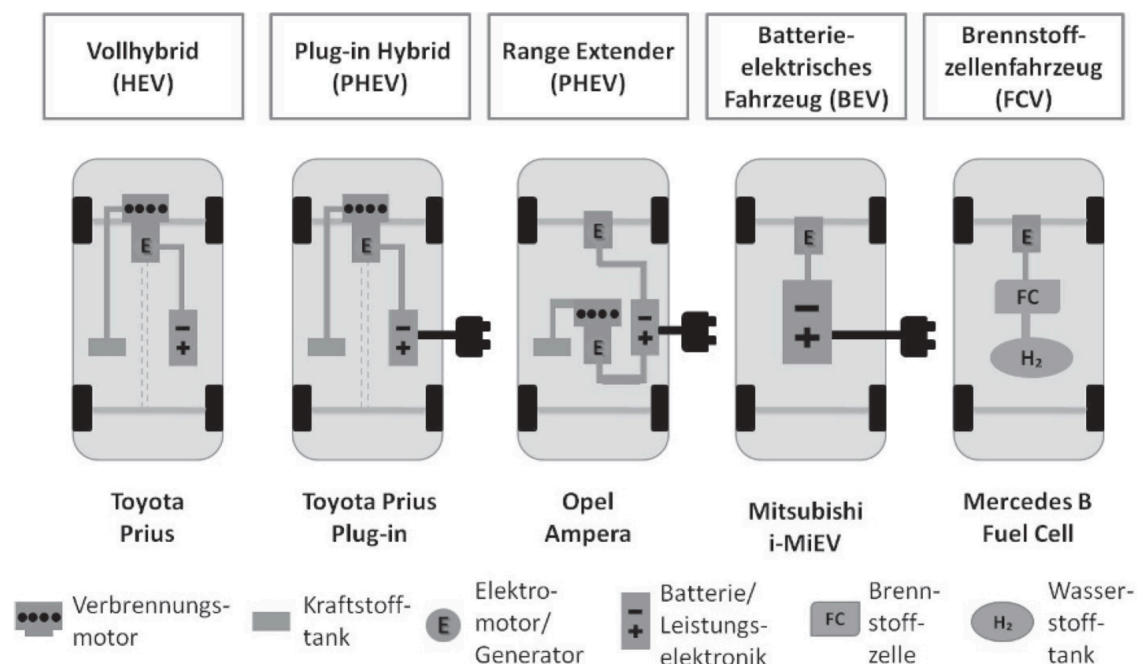 Vollhybrid
(HEV)
Plug-in Hybrid
(PHEV)
Range Extender
(PHEV)
Batterie-
elektrisches
Fahrzeug (BEV)
Brennstoff-
zellenfahrzeug
(FCV)
E
− +
E
− +
E
E
− +
E
− +
E
FC
H₂
Toyota
Prius
Toyota Prius
Plug-in
Opel
Ampera
Mitsubishi
i-MiEV
Mercedes B
Fuel Cell
Verbrennungs-
motor
Kraftstoff-
tank
E
Elektro-
motor/
Generator
− +
Batterie/
Leistungs-
elektronik
FC
Brenn-
stoff-
zelle
H₂
Wasser-
stoff-
tank